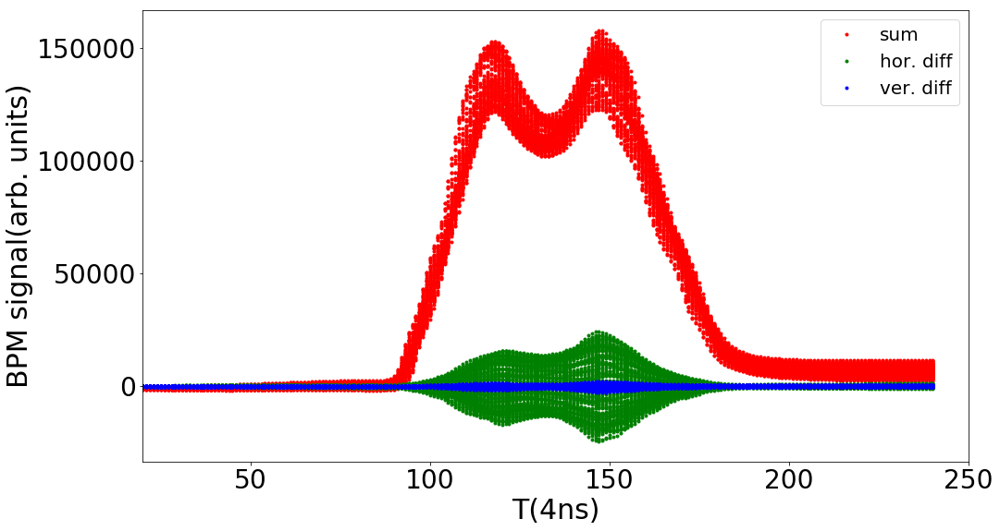 sum
hor. diff
ver. diff
BPM signal(arb. units)
150000
100000
50000
0
50
100
150
200
250
T(4ns)